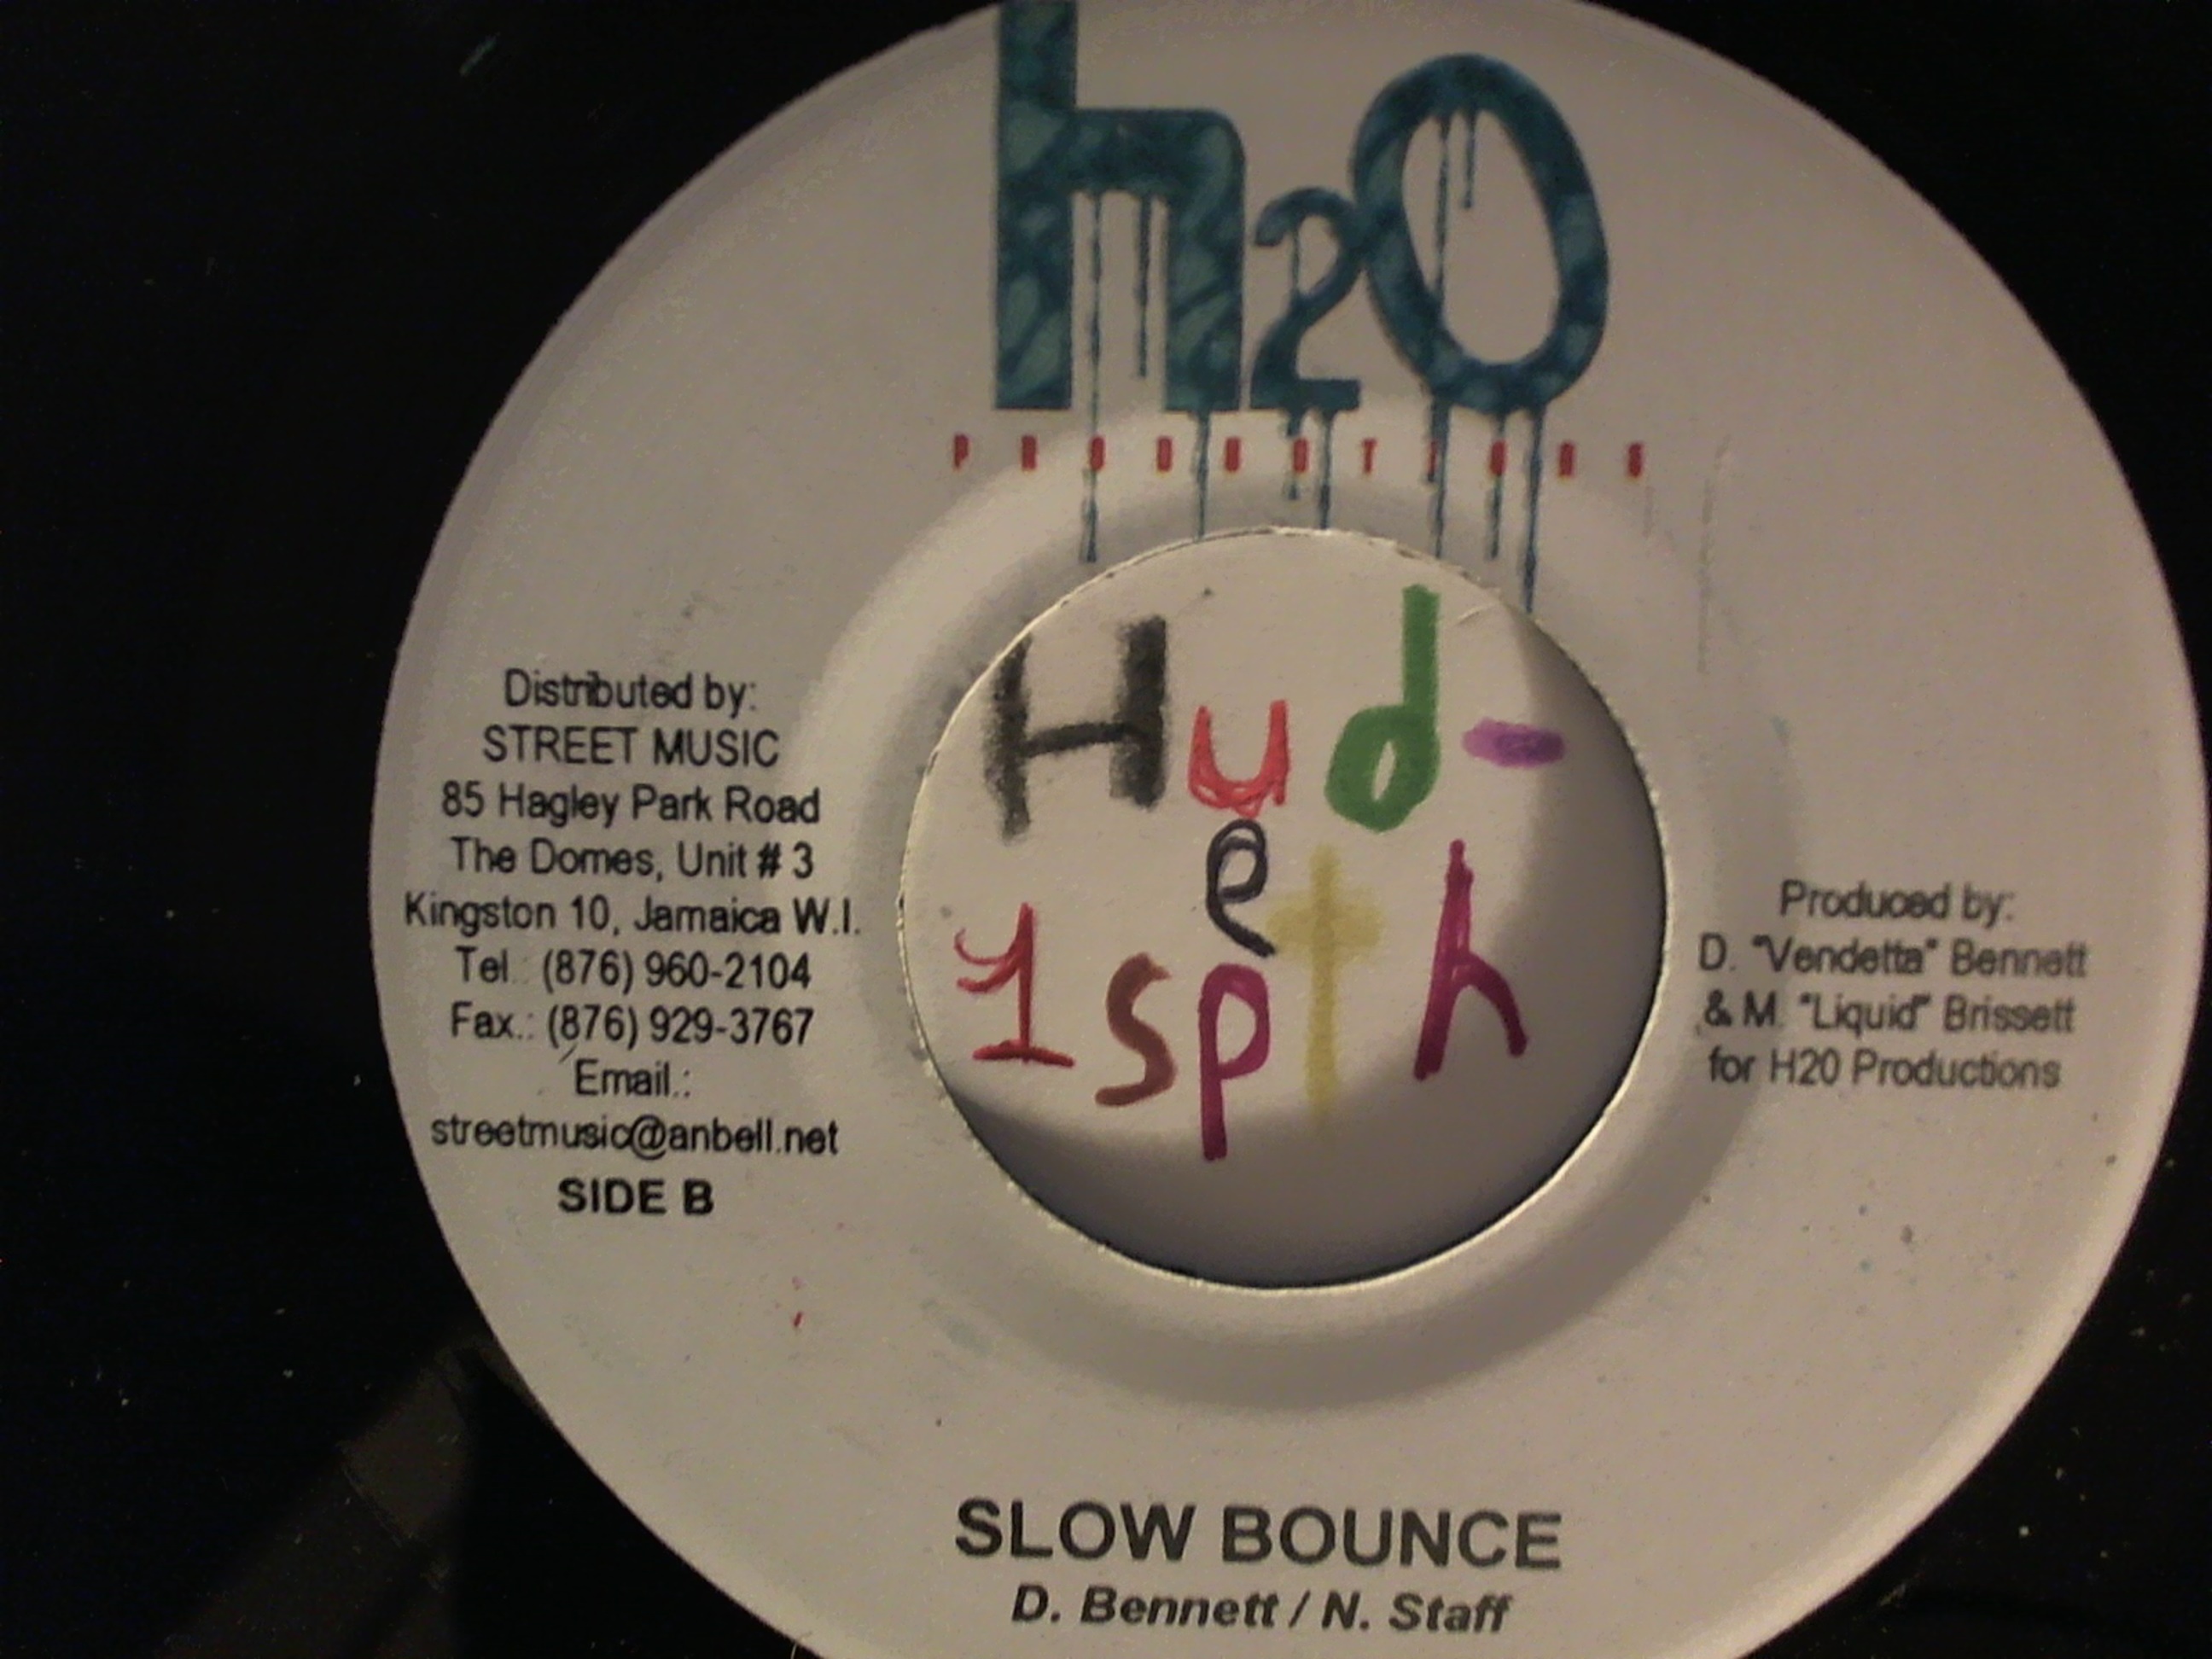 h2O
PRODUCTIONS
Hud-
e
1spth
Distributed by:
STREET MUSIC
85 Hagley Park Road
The Domes, Unit # 3
Kingston 10, Jamaica W.I.
Tel.: (876) 960-2104
Fax.: (876) 929-3767
Email.:
streetmusic@anbell.net
SIDE B
Produced by:
D. "Vendetta" Bennett
& M. "Liquid" Brissett
for H20 Productions
SLOW BOUNCE
D. Bennett / N. Staff